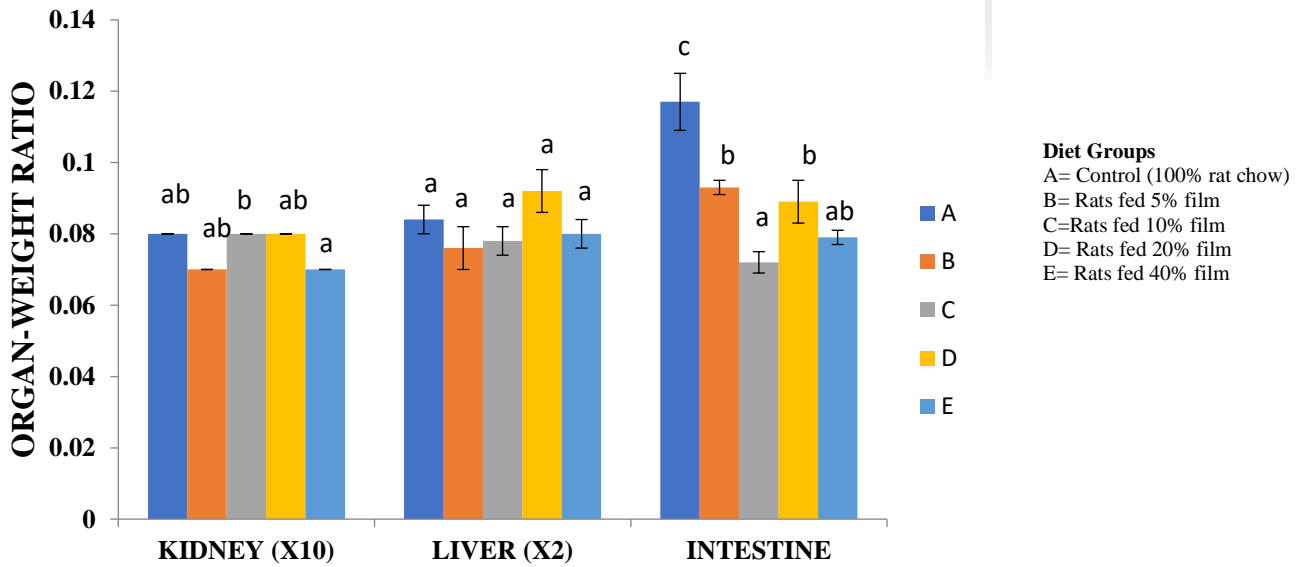 ORGAN-WEIGHT RATIO
0.14
0.12
0.1
0.08
0.06
0.04
0.02
0
ab
ab
b
ab
a
a
a
a
a
a
c
b
a
b
ab
KIDNEY (X10)
LIVER (X2)
INTESTINE
A
B
C
D
E
Diet Groups
A= Control (100% rat chow)
B= Rats fed 5% film
C=Rats fed 10% film
D= Rats fed 20% film
E= Rats fed 40% film